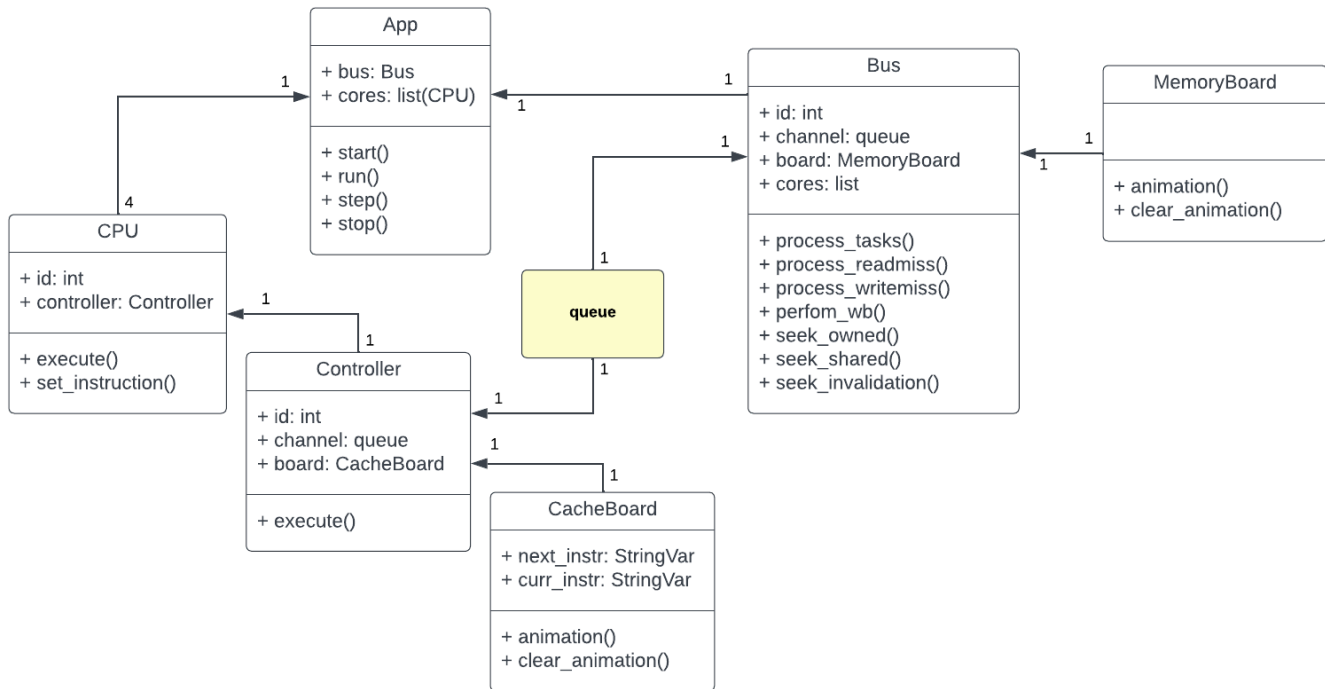 App
+ bus: Bus
+ cores: list(CPU)
+ start()
+ run()
+ step()
+ stop()
1
4
CPU
+ id: int
+ controller: Controller
+ execute()
+ set_instruction()
1
1
Bus
+ id: int
+ channel: queue
+ board: MemoryBoard
+ cores: list
+ process_tasks()
+ process_readmiss()
+ process_writemiss()
+ perfom_wb()
+ seek_owned()
+ seek_shared()
+ seek_invalidation()
1
1
MemoryBoard
+ animation()
+ clear_animation()
1
1
queue
1
1
1
1
Controller
+ id: int
+ channel: queue
+ board: CacheBoard
+ execute()
1
1
1
1
CacheBoard
+ next_instr: StringVar
+ curr_instr: StringVar
+ animation()
+ clear_animation()